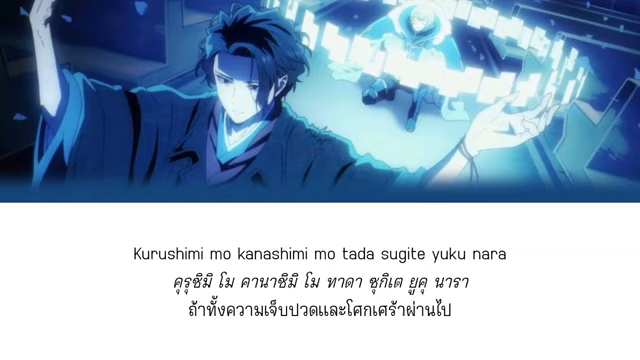 Kurushimi mo kanashimi mo tada sugite yuku nara
คุรุชิมิ โม คานาชิมิ โม ทาดา ซุกิเต ยูคุ นารา
ถ้าทั้งความเจ็บปวดและโศกเศร้าผ่านไป